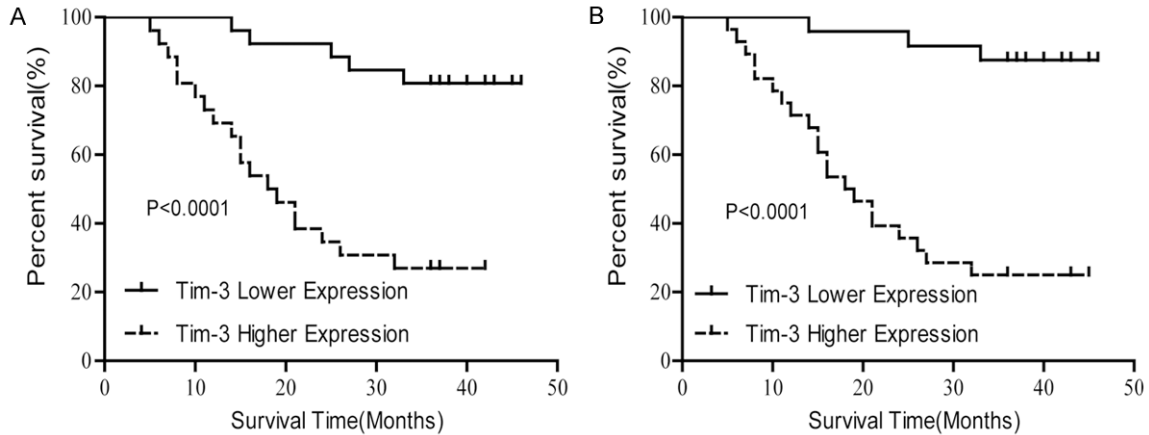 A
Percent survival(%)
100
80
60
40
20
0
P<0.0001
Tim-3 Lower Expression
Tim-3 Higher Expression
0 10 20 30 40 50
Survival Time(Months)
B
Percent survival(%)
100
80
60
40
20
0
P<0.0001
Tim-3 Lower Expression
Tim-3 Higher Expression
0 10 20 30 40 50
Survival Time(Months)